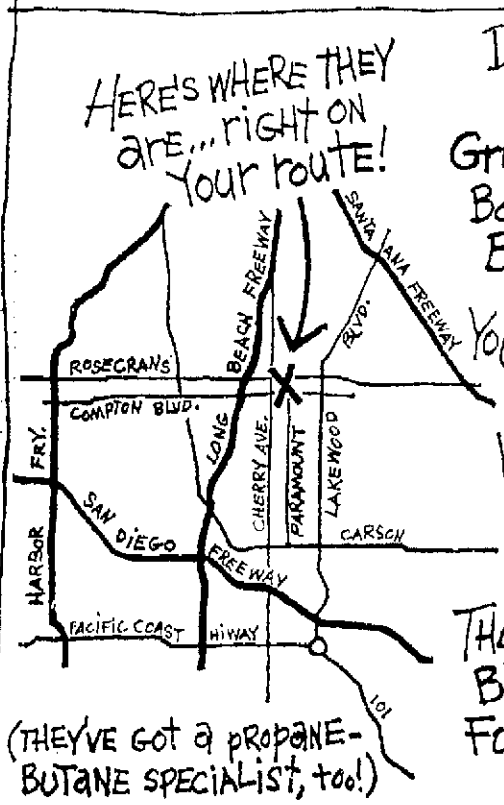 HERE'S WHERE THEY
are...right on
Your route!
SANTA ANA FREEWAY
LONG BEACH FREEWAY
BLVD.
ROSECRANS
COMPTON BLVD.
HARBOR FRY.
CHERRY AVE.
PARAMOUNT
LAKEWOOD
SAN DIEGO FREEWAY
CARSON
PACIFIC COAST HIWAY
101
(THEY'VE GOT a PROPANE-
BUTANE SPECIALIST, too!)